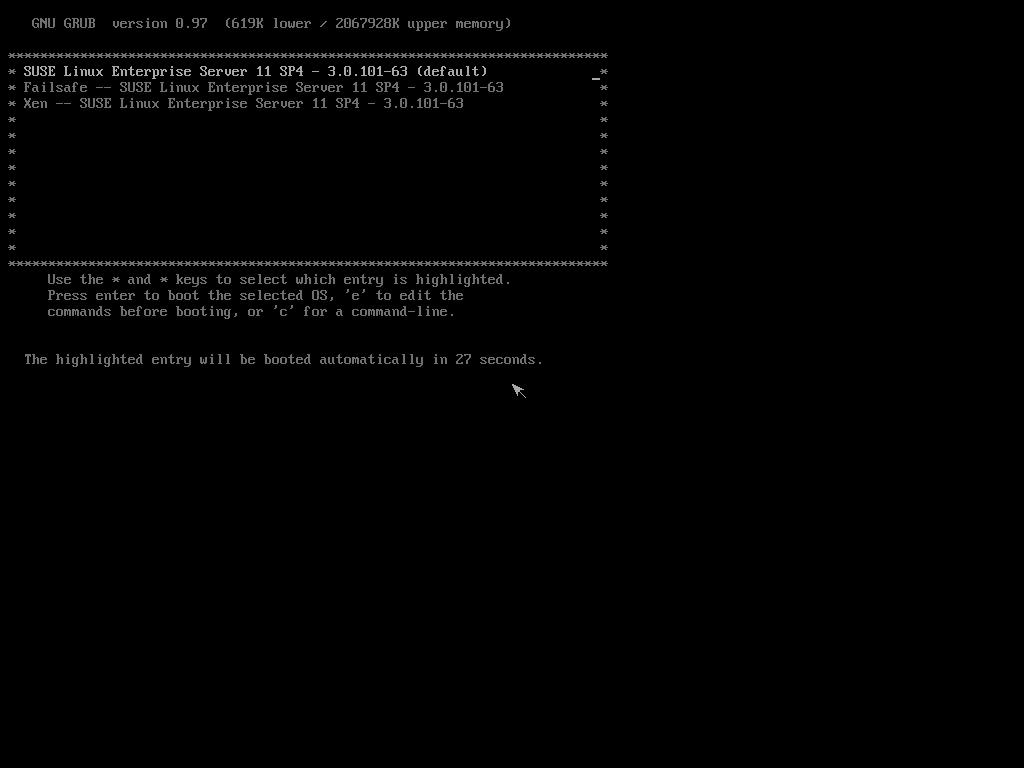 GNU GRUB  version 0.97  (619K lower / 2067928K upper memory)
***************************************************************************
* SUSE Linux Enterprise Server 11 SP4 - 3.0.101-63 (default)             _*
* Failsafe -- SUSE Linux Enterprise Server 11 SP4 - 3.0.101-63            *
* Xen -- SUSE Linux Enterprise Server 11 SP4 - 3.0.101-63                 *
*                                                                         *
*                                                                         *
*                                                                         *
*                                                                         *
*                                                                         *
*                                                                         *
*                                                                         *
*                                                                         *
*                                                                         *
***************************************************************************
Use the * and * keys to select which entry is highlighted.
Press enter to boot the selected OS, 'e' to edit the
commands before booting, or 'c' for a command-line.
The highlighted entry will be booted automatically in 27 seconds.